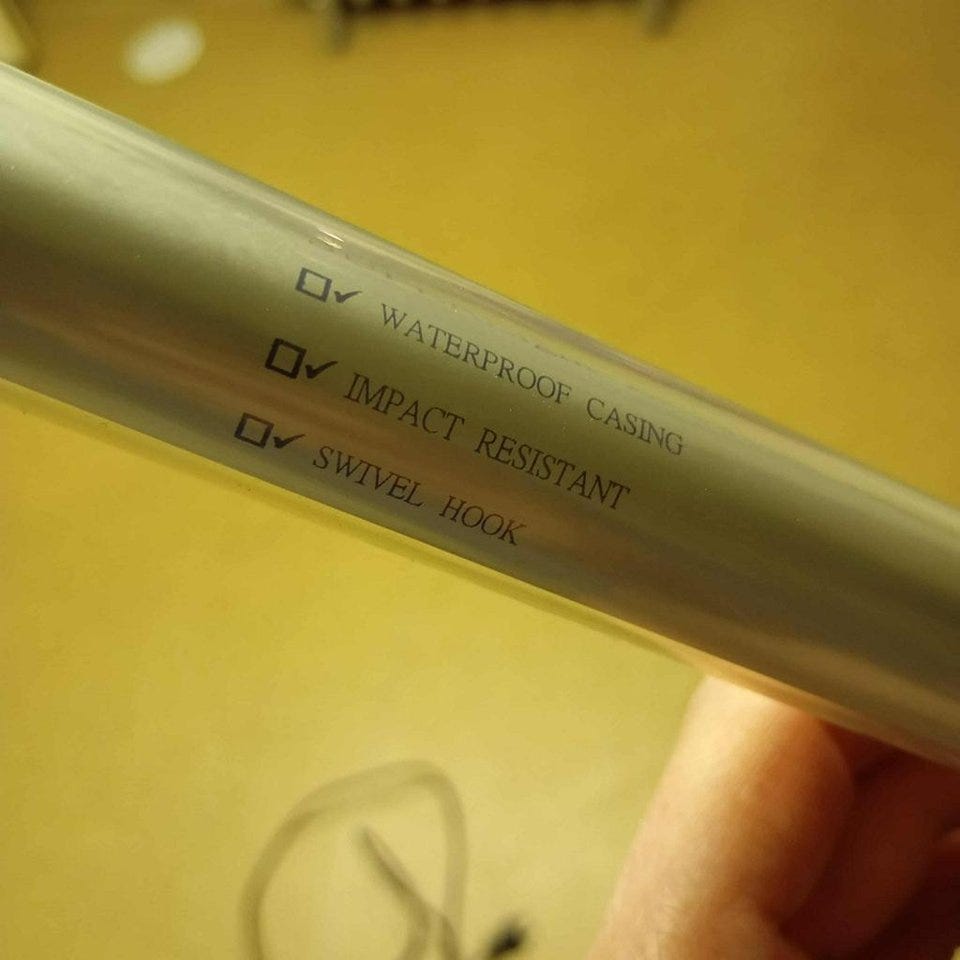 ☐✓ WATERPROOF CASING
☐✓ IMPACT RESISTANT
☐✓ SWIVEL HOOK